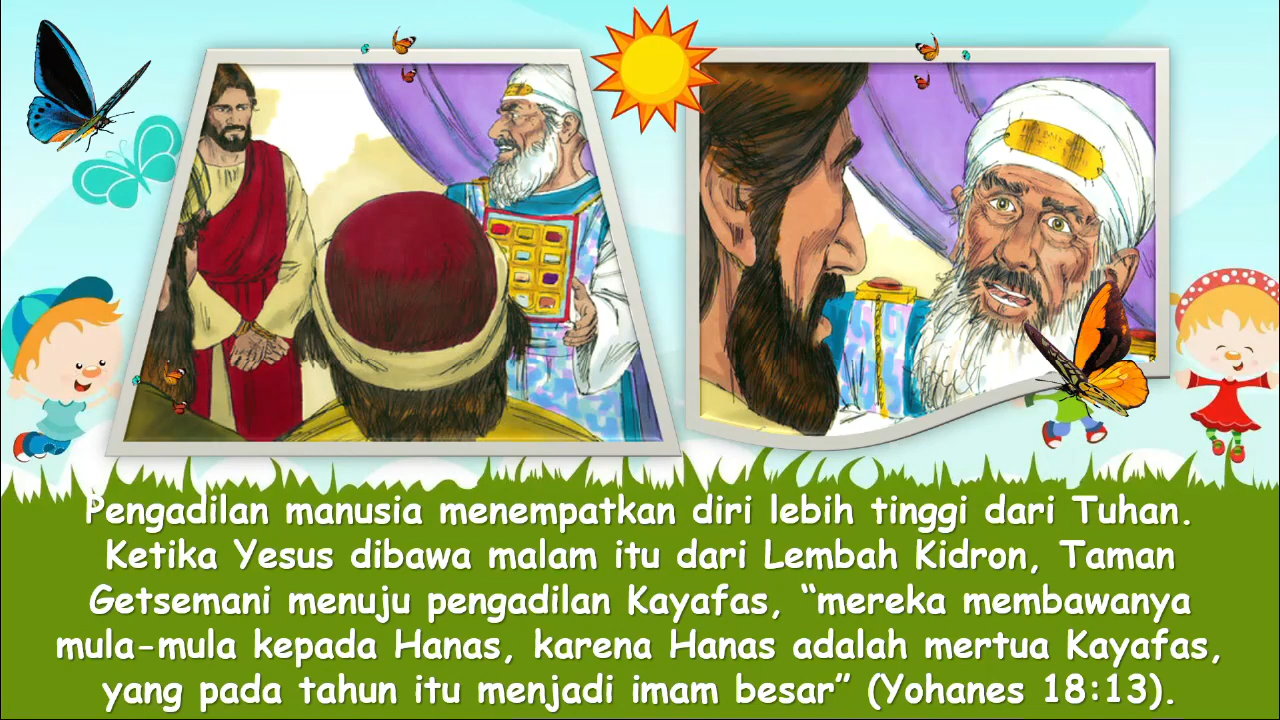 Pengadilan manusia menempatkan diri lebih tinggi dari Tuhan.
Ketika Yesus dibawa malam itu dari Lembah Kidron, Taman
Getsemani menuju pengadilan Kayafas, “mereka membawanya
mula-mula kepada Hanas, karena Hanas adalah mertua Kayafas,
yang pada tahun itu menjadi imam besar” (Yohanes 18:13).